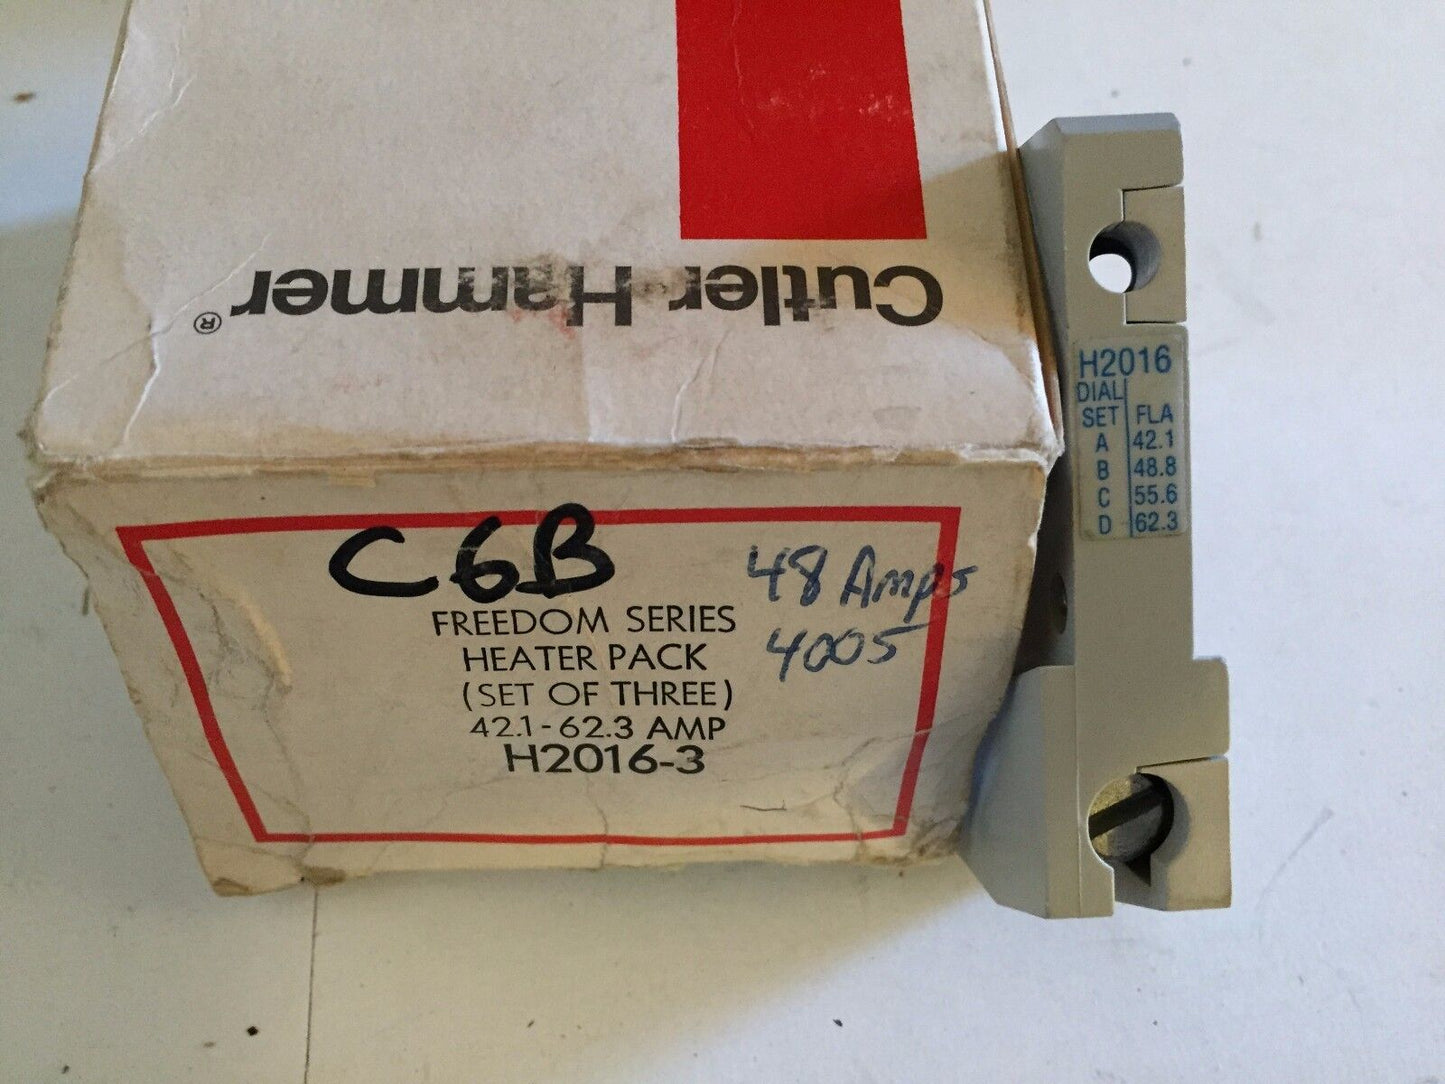 Cutler Hammer®
C6B
48 Amps
4005
FREEDOM SERIES
HEATER PACK
(SET OF THREE)
42.1-62.3 AMP
H2016-3
H2016
DIAL
SET FLA
A 42.1
B 48.8
C 55.6
D 62.3